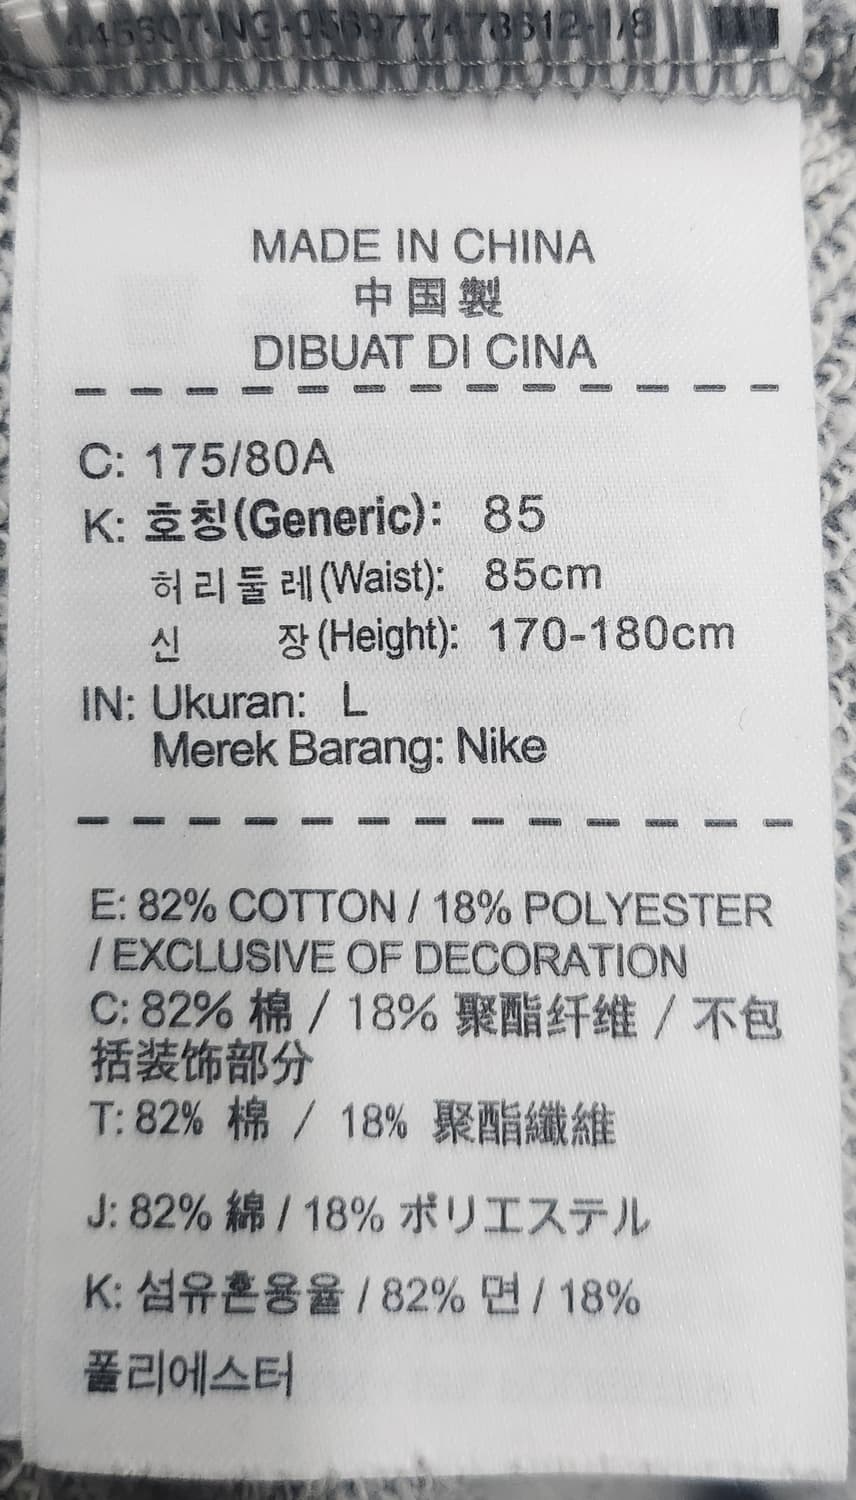 MADE IN CHINA
中国製
DIBUAT DI CINA
C: 175/80A
K: 호칭(Generic): 85
허리둘레(Waist): 85cm
신 장(Height): 170-180cm
IN: Ukuran: L
Merek Barang: Nike
E: 82% COTTON / 18% POLYESTER
/ EXCLUSIVE OF DECORATION
C: 82% 棉 / 18% 聚酯纤维 / 不包
括装饰部分
T: 82% 棉 / 18% 聚酯纖維
J: 82% 綿 / 18% ポリエステル
K: 섬유혼용율 / 82% 면 / 18%
폴리에스터